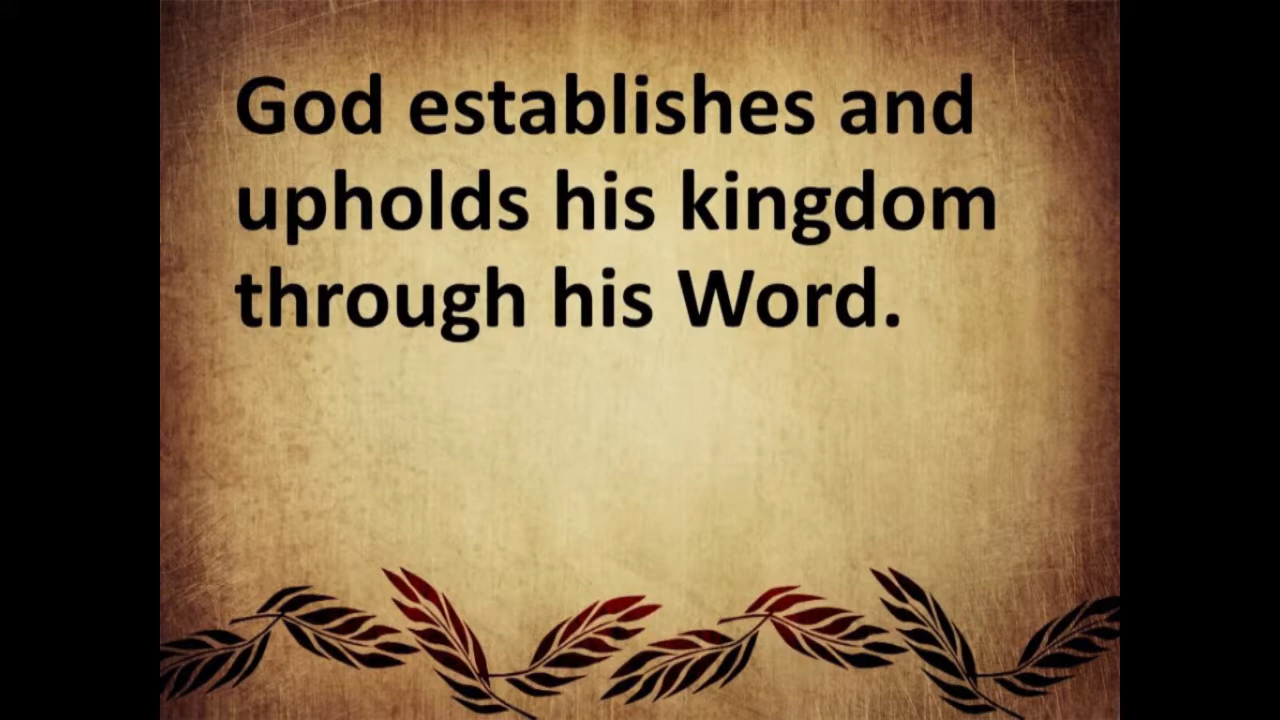 God establishes and
upholds his kingdom
through his Word.